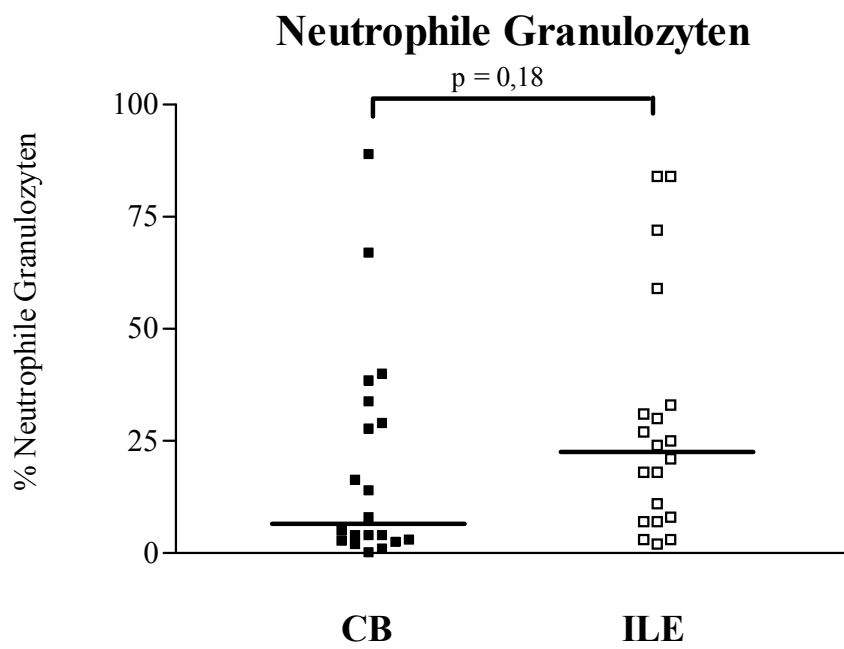 Neutrophile Granulozyten
p = 0,18
% Neutrophile Granulozyten
100
75
50
25
0
CB
ILE